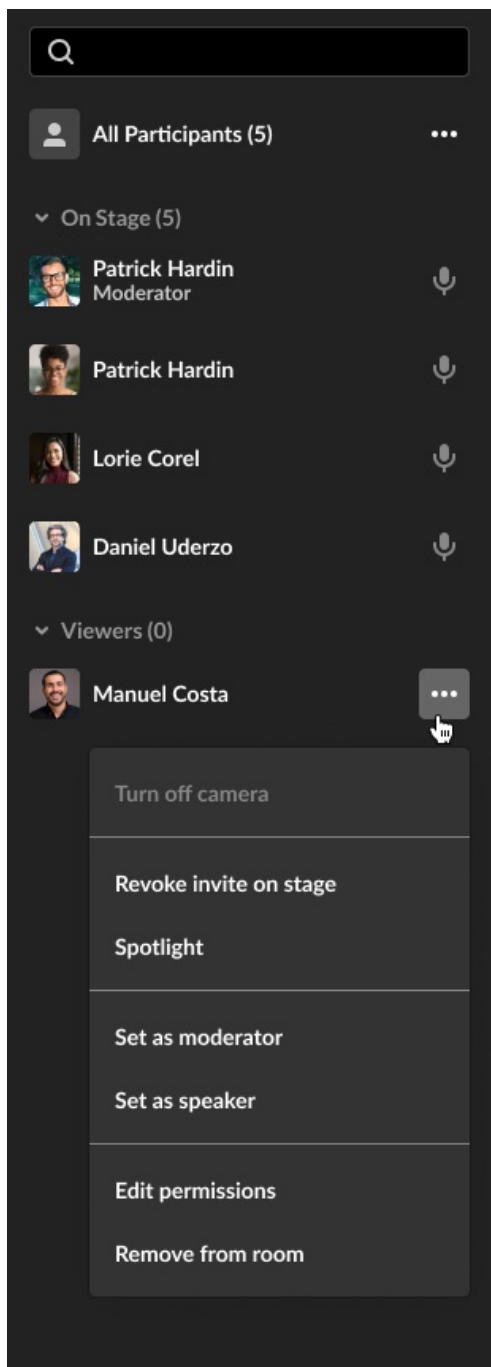 All Participants (5)
On Stage (5)
Patrick Hardin
Moderator
Patrick Hardin
Lorie Corel
Daniel Uderzo
Viewers (0)
Manuel Costa
Turn off camera
Revoke invite on stage
Spotlight
Set as moderator
Set as speaker
Edit permissions
Remove from room